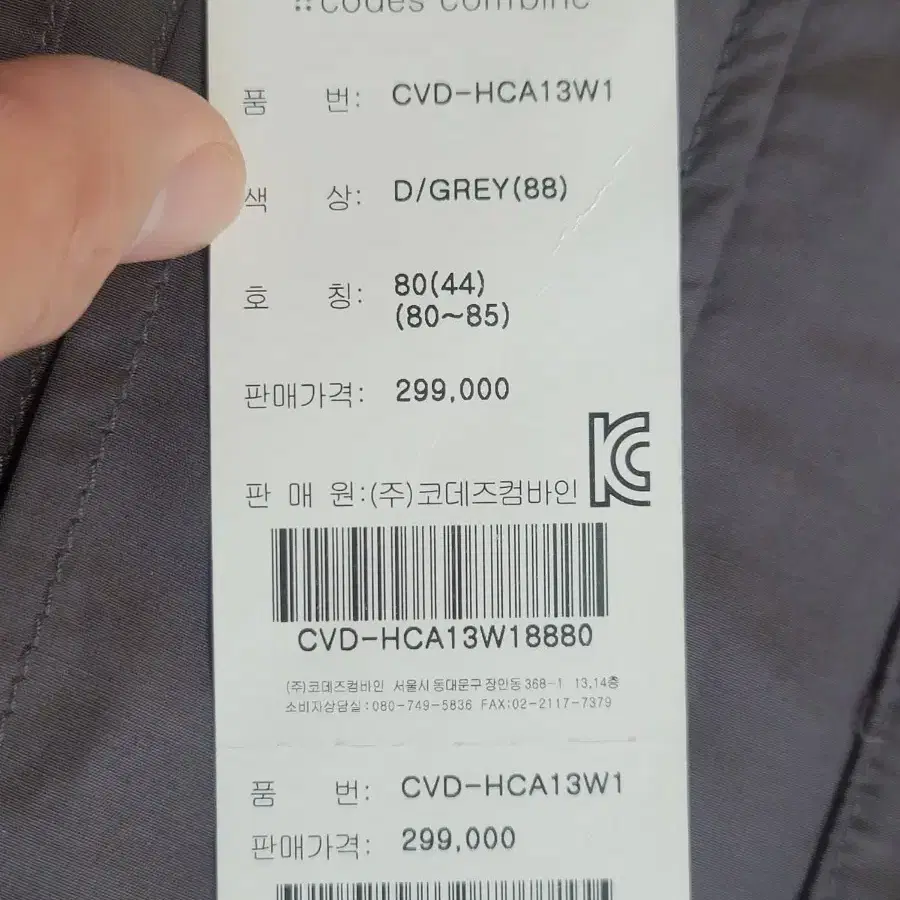 codes combine
품 번: CVD-HCA13W1
색 상: D/GREY(88)
호 칭: 80(44)
(80~85)
판매가격: 299,000
판 매 원:(주)코데즈컴바인
CVD-HCA13W18880
(주)코데즈컴바인 서울시 동대문구 장안동 368-1 13,14층
소비자상담실:080-749-5836 FAX:02-2117-7379
품 번: CVD-HCA13W1
판매가격: 299,000